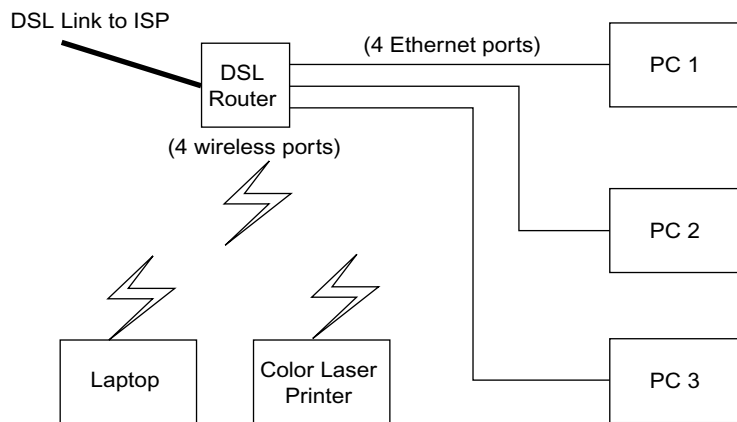 DSL Link to ISP
(4 Ethernet ports)
DSL
Router
PC 1
(4 wireless ports)
PC 2
Laptop
Color Laser
Printer
PC 3